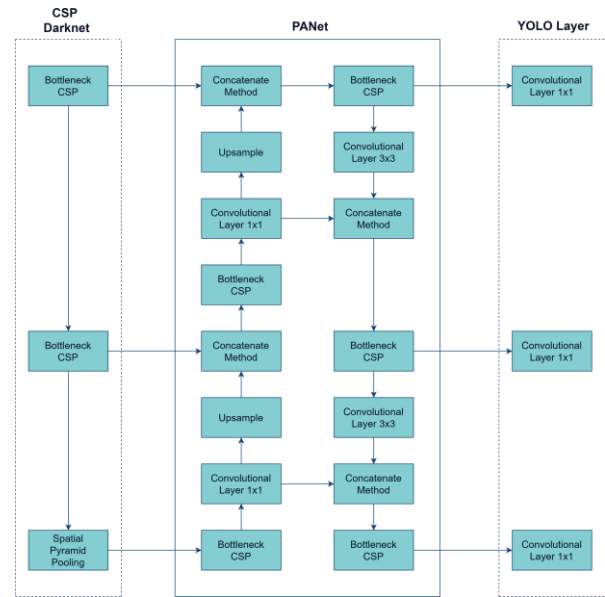 CSP
Darknet
PANet
YOLO Layer
Bottleneck
CSP
Concatenate
Method
Bottleneck
CSP
Convolutional
Layer 1x1
Upsample
Convolutional
Layer 3x3
Convolutional
Layer 1x1
Concatenate
Method
Bottleneck
CSP
Bottleneck
CSP
Concatenate
Method
Bottleneck
CSP
Convolutional
Layer 1x1
Upsample
Convolutional
Layer 3x3
Convolutional
Layer 1x1
Concatenate
Method
Spatial
Pyramid
Pooling
Bottleneck
CSP
Bottleneck
CSP
Convolutional
Layer 1x1